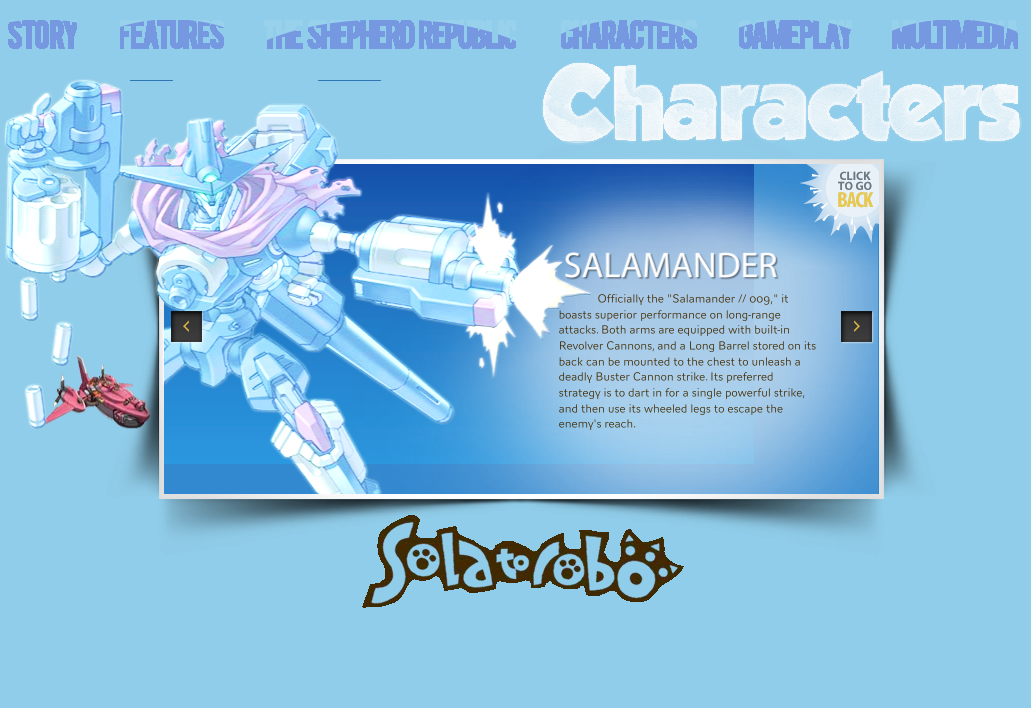 STORY
FEATURES
THE SHEPHERD REPUBLIC
CHARACTERS
GAMEPLAY
MULTIMEDIA
Characters
CLICK
TO GO
BACK
SALAMANDER
Officially the "Salamander // 009," it
boasts superior performance on long-range
attacks. Both arms are equipped with built-in
Revolver Cannons, and a Long Barrel stored on its
back can be mounted to the chest to unleash a
deadly Buster Cannon strike. Its preferred
strategy is to dart in for a single powerful strike,
and then use its wheeled legs to escape the
enemy's reach.
Solatorobo